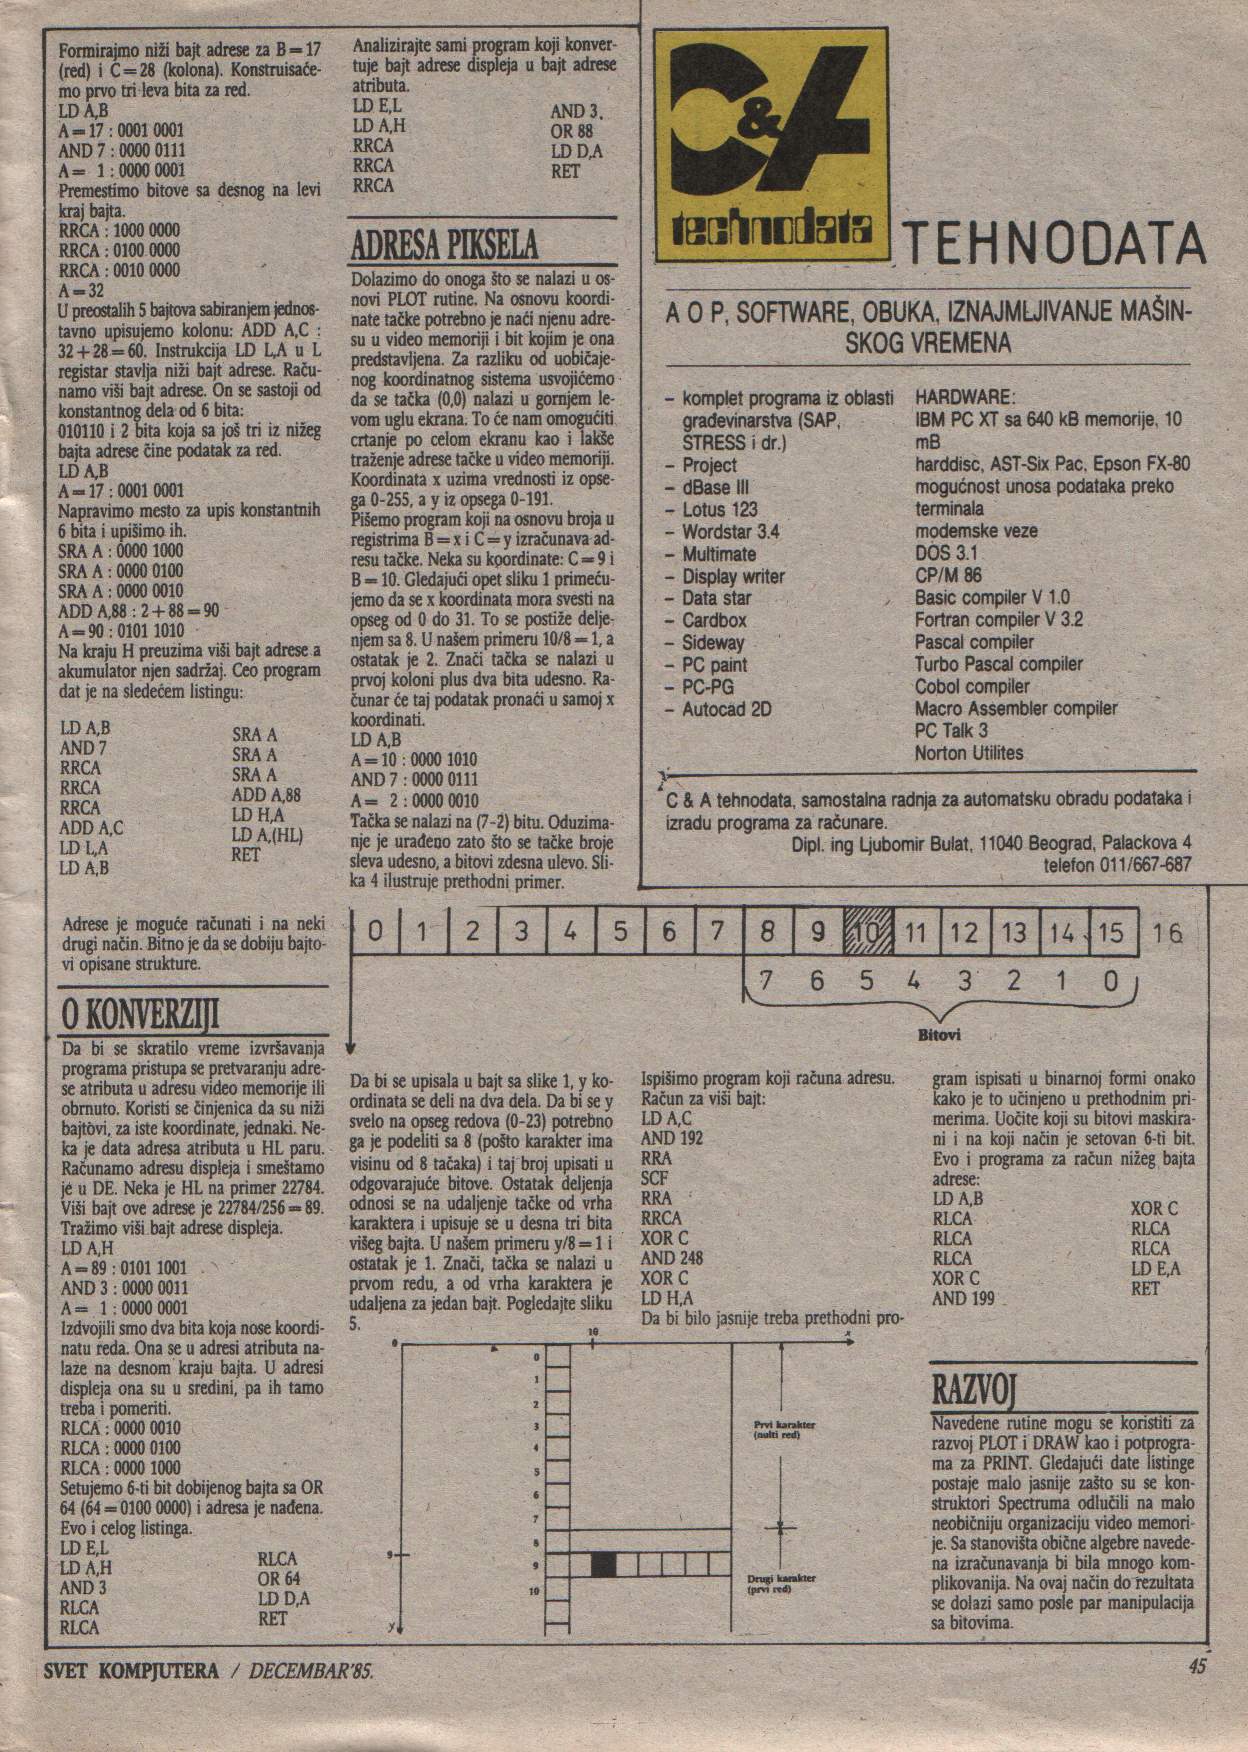 Formirajmo niži bajt adrese za B=17
(red) i C=28 (kolona). Konstruisaće-
mo prvo tri leva bita za red.
LD A,B
A=17 : 0001 0001
AND 7 : 0000 0111
A= 1 : 0000 0001
Premestimo bitove sa desnog na levi
kraj bajta.
RRCA : 1000 0000
RRCA : 0100 0000
RRCA : 0010 0000
A=32
U preostalih 5 bajtova sabiranjem jednos-
tavno upisujemo kolonu: ADD A,C :
32+28=60. Instrukcija LD L,A u L
registar stavlja niži bajt adrese. Raču-
namo viši bajt adrese. On se sastoji od
konstantnog dela od 6 bita:
010110 i 2 bita koja sa još tri iz nižeg
bajta adrese čine podatak za red.
LD A,B
A=17 : 0001 0001
Napravimo mesto za upis konstantnih
6 bita i upišimo ih.
SRA A : 0000 1000
SRA A : 0000 0100
SRA A : 0000 0010
ADD A,88 : 2+88=90
A=90 : 0101 1010
Na kraju H preuzima viši bajt adrese a
akumulator njen sadržaj. Ceo program
dat je na sledećem listingu:
LD A,B
AND 7
RRCA
RRCA
RRCA
ADD A,C
LD L,A
LD A,B
SRA A
SRA A
SRA A
ADD A,88
LD H,A
LD A,(HL)
RET
Adrese je moguće računati i na neki
drugi način. Bitno je da se dobiju bajto-
vi opisane strukture.
O KONVERZIJI
Da bi se skratilo vreme izvršavanja
programa pristupa se pretvaranju adre-
se atributa u adresu video memorije ili
obrnuto. Koristi se činjenica da su niži
bajtovi, za iste koordinate, jednaki. Ne-
ka je data adresa atributa u HL paru.
Računamo adresu displeja i smeštamo
je u DE. Neka je HL na primer 22784.
Viši bajt ove adrese je 22784/256=89.
Tražimo viši bajt adrese displeja.
LD A,H
A=89 : 0101 1001
AND 3 : 0000 0011
A= 1 : 0000 0001
Izdvojili smo dva bita koja nose koordi-
natu reda. Ona se u adresi atributa na-
laze na desnom kraju bajta. U adresi
displeja ona su u sredini, pa ih tamo
treba i pomeriti.
RLCA : 0000 0010
RLCA : 0000 0100
RLCA : 0000 1000
Setujemo 6-ti bit dobijenog bajta sa OR
64 (64=0100 0000) i adresa je nađena.
Evo i celog listinga.
LD E,L
LD A,H
AND 3
RLCA
RLCA
RLCA
OR 64
LD D,A
RET
Analizirajte sami program koji konver-
tuje bajt adrese displeja u bajt adrese
atributa.
LD E,L
LD A,H
RRCA
RRCA
RRCA
AND 3
OR 88
LD D,A
RET
ADRESA PIKSELA
Dolazimo do onoga što se nalazi u os-
novi PLOT rutine. Na osnovu koordi-
nate tačke potrebno je naći njenu adre-
su u video memoriji i bit kojim je ona
predstavljena. Za razliku od uobičaje-
nog koordinatnog sistema usvojićemo
da se tačka (0,0) nalazi u gornjem le-
vom uglu ekrana. To će nam omogućiti
crtanje po celom ekranu kao i lakše
traženje adrese tačke u video memoriji.
Koordinata x uzima vrednosti iz opse-
ga 0-255, a y iz opsega 0-191.
Pišemo program koji na osnovu broja u
registrima B=x i C=y izračunava ad-
resu tačke. Neka su koordinate: C=9 i
B=10. Gledajući opet sliku 1 primeću-
jemo da se x koordinata mora svesti na
opseg od 0 do 31. To se postiže delje-
njem sa 8. U našem primeru 10/8=1, a
ostatak je 2. Znači tačka se nalazi u
prvoj koloni plus dva bita udesno. Ra-
čunar će taj podatak pronaći u samoj x
koordinati.
LD A,B
A=10 : 0000 1010
AND 7 : 0000 0111
A= 2 : 0000 0010
Tačka se nalazi na (7-2) bitu. Oduzima-
nje je urađeno zato što se tačke broje
sleva udesno, a bitovi zdesna ulevo. Sli-
ka 4 ilustruje prethodni primer.
C&A
technodata
TEHNODATA
A O P, SOFTWARE, OBUKA, IZNAJMLJIVANJE MAŠIN-
SKOG VREMENA
– komplet programa iz oblasti
građevinarstva (SAP,
STRESS i dr.)
– Project
– dBase III
– Lotus 123
– Wordstar 3.4
– Multimate
– Display writer
– Data star
– Cardbox
– Sideway
– PC paint
– PC-PG
– Autocad 2D
HARDWARE:
IBM PC XT sa 640 kB memorije, 10
mB
harddisc, AST-Six Pac, Epson FX-80
mogućnost unosa podataka preko
terminala
modemske veze
DOS 3.1
CP/M 86
Basic compiler V 1.0
Fortran compiler V 3.2
Pascal compiler
Turbo Pascal compiler
Cobol compiler
Macro Assembler compiler
PC Talk 3
Norton Utilites
C & A tehnodata, samostalna radnja za automatsku obradu podataka i
izradu programa za računare.
Dipl. ing Ljubomir Bulat, 11040 Beograd, Palackova 4
telefon 011/667-687
0 1 2 3 4 5 6 7 8 9 10 11 12 13 14 15 16
7 6 5 4 3 2 1 0
Bitovi
Da bi se upisala u bajt sa slike 1, y ko-
ordinata se deli na dva dela. Da bi se y
svelo na opseg redova (0-23) potrebno
ga je podeliti sa 8 (pošto karakter ima
visinu od 8 tačaka) i taj broj upisati u
odgovarajuće bitove. Ostatak deljenja
odnosi se na udaljenje tačke od vrha
karaktera i upisuje se u desna tri bita
višeg bajta. U našem primeru y/8=1 i
ostatak je 1. Znači, tačka se nalazi u
prvom redu, a od vrha karaktera je
udaljena za jedan bajt. Pogledajte sliku
5.
Ispišimo program koji računa adresu.
Račun za viši bajt:
LD A,C
AND 192
RRA
SCF
RRA
RRCA
XOR C
AND 248
XOR C
LD H,A
Da bi bilo jasnije treba prethodni pro-
gram ispisati u binarnoj formi onako
kako je to učinjeno u prethodnim pri-
merima. Uočite koji su bitovi maskira-
ni i na koji način je setovan 6-ti bit.
Evo i programa za račun nižeg bajta
adrese:
LD A,B
RLCA
RLCA
RLCA
XOR C
AND 199
XOR C
RLCA
RLCA
LD E,A
RET
0
10
x
0
1
2
3
4
5
6
7
8
9
10
9
y
Prvi karakter
(nulti red)
Drugi karakter
(prvi red)
RAZVOJ
Navedene rutine mogu se koristiti za
razvoj PLOT i DRAW kao i potprogra-
ma za PRINT. Gledajući date listinge
postaje malo jasnije zašto su se kon-
struktori Spectruma odlučili na malo
neobičniju organizaciju video memori-
je. Sa stanovišta obične algebre navede-
na izračunavanja bi bila mnogo kom-
plikovanija. Na ovaj način do rezultata
se dolazi samo posle par manipulacija
sa bitovima.
SVET KOMPJUTERA / DECEMBAR'85.
45